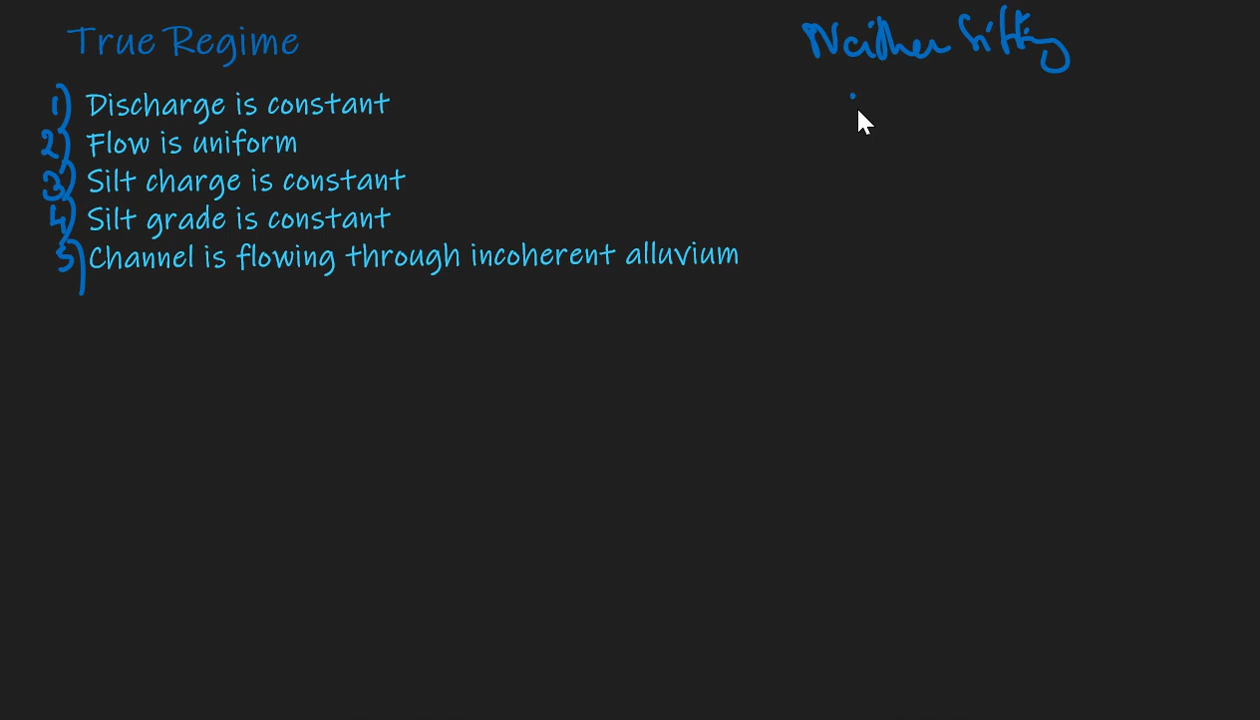 True Regime
Neither silting
1) Discharge is constant
2) Flow is uniform
3) Silt charge is constant
4) Silt grade is constant
5) Channel is flowing through incoherent alluvium